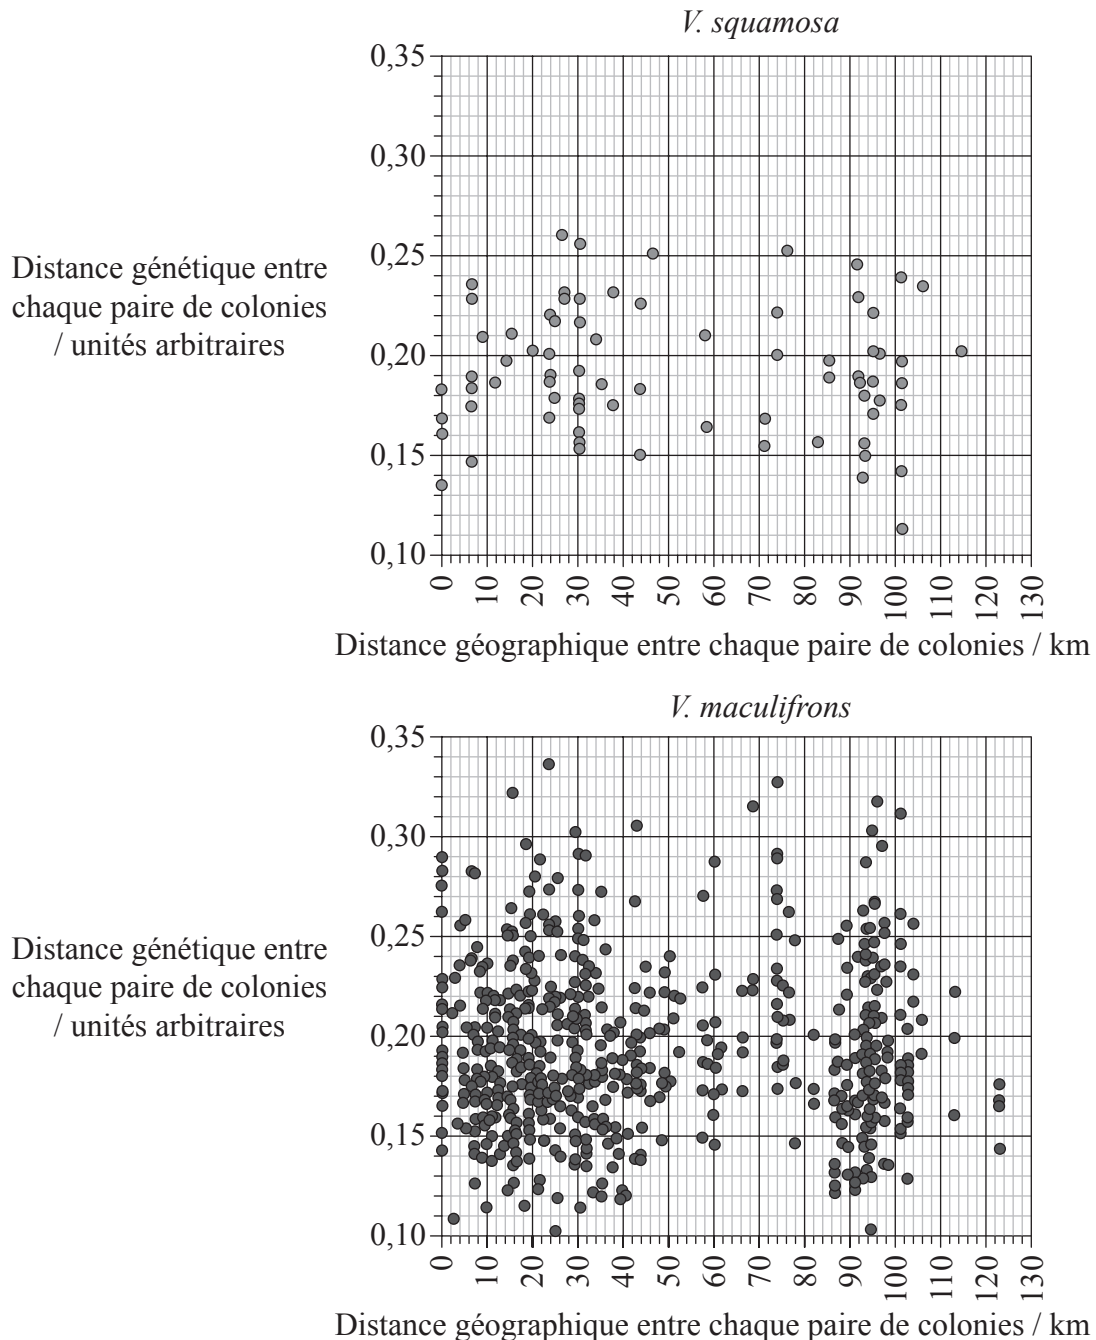 V. squamosa
0,35
0,30
0,25
0,20
0,15
0,10
Distance génétique entre
chaque paire de colonies
/ unités arbitraires
0 10 20 30 40 50 60 70 80 90 100 110 120 130
Distance géographique entre chaque paire de colonies / km
V. maculifrons
0,35
0,30
0,25
0,20
0,15
0,10
Distance génétique entre
chaque paire de colonies
/ unités arbitraires
0 10 20 30 40 50 60 70 80 90 100 110 120 130
Distance géographique entre chaque paire de colonies / km